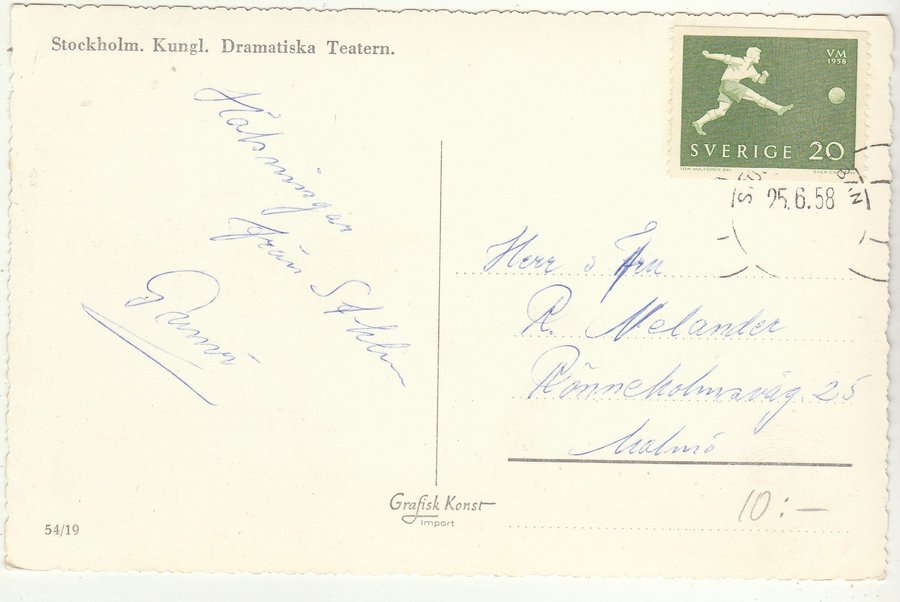 Stockholm. Kungl. Dramatiska Teatern.
VM
1958
SVERIGE 20
25.6.58
Hälsningar
från Sthlm
Herr o Fru
R. Melander
Rönneholmsväg. 25
Malmö
Grafisk Konst
import
10:-
54/19